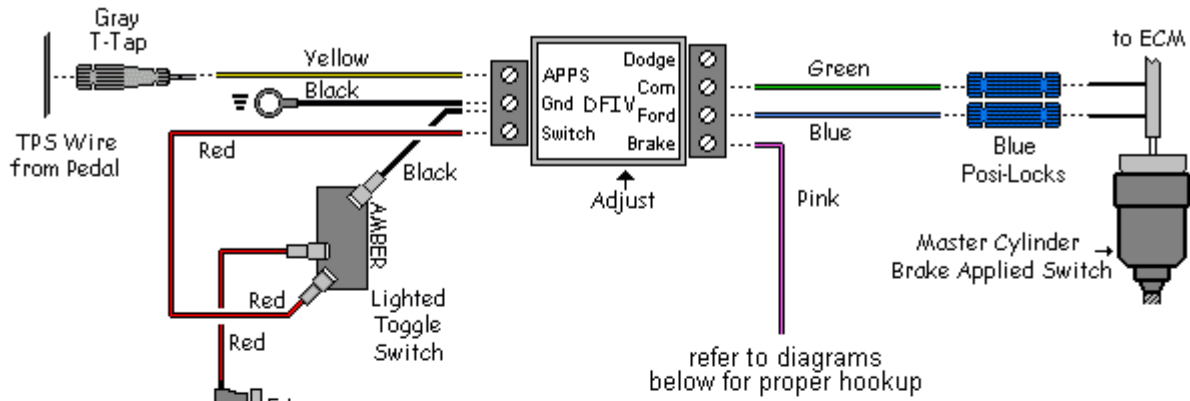 Gray
T-Tap
TPS Wire
from Pedal
Yellow
Black
Red
Black
AMBER
Red
Red
Lighted
Toggle
Switch
APPS
Gnd
Switch
DFIV
Dodge
Com
Ford
Brake
Adjust
Green
Blue
Pink
Blue
Posi-Locks
to ECM
Master Cylinder
Brake Applied Switch
refer to diagrams
below for proper hookup